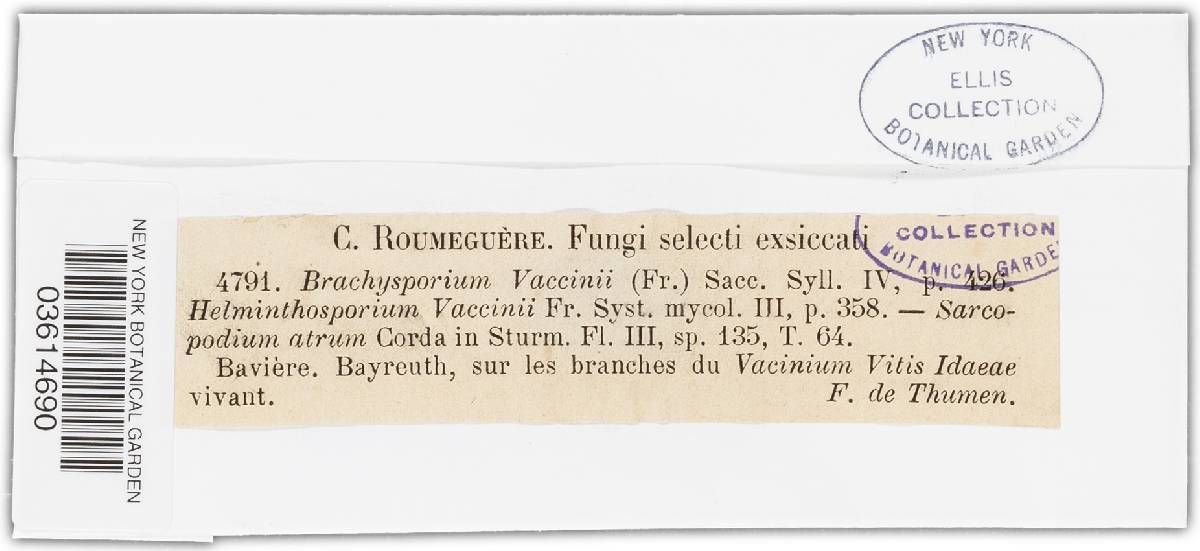 NEW YORK
ELLIS
COLLECTION
BOTANICAL GARDEN
C. ROUMEGUÈRE. Fungi selecti exsiccati
COLLECTION
BOTANICAL GARDEN
4791. Brachysporium Vaccinii (Fr.) Sacc. Syll. IV, p. 426.
Helminthosporium Vaccinii Fr. Syst. mycol. III, p. 358. — Sarco-
podium atrum Corda in Sturm. Fl. III, sp. 135, T. 64.
Bavière. Bayreuth, sur les branches du Vacinium Vitis Idaeae
vivant. F. de Thumen.
NEW YORK BOTANICAL GARDEN
03614690